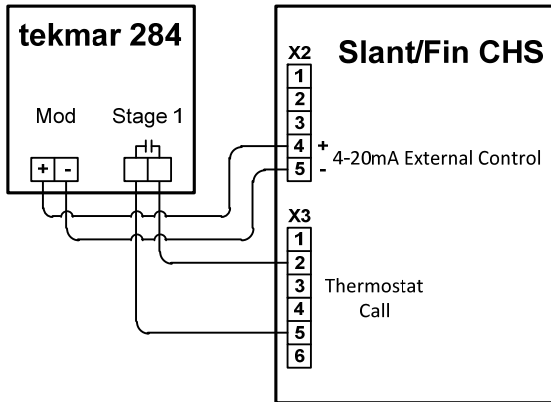 tekmar 284
Mod
Stage 1
+ -
Slant/Fin CHS
X2
1
2
3
4 +
5 -
4-20mA External Control
X3
1
2
3
4
5
6
Thermostat
Call